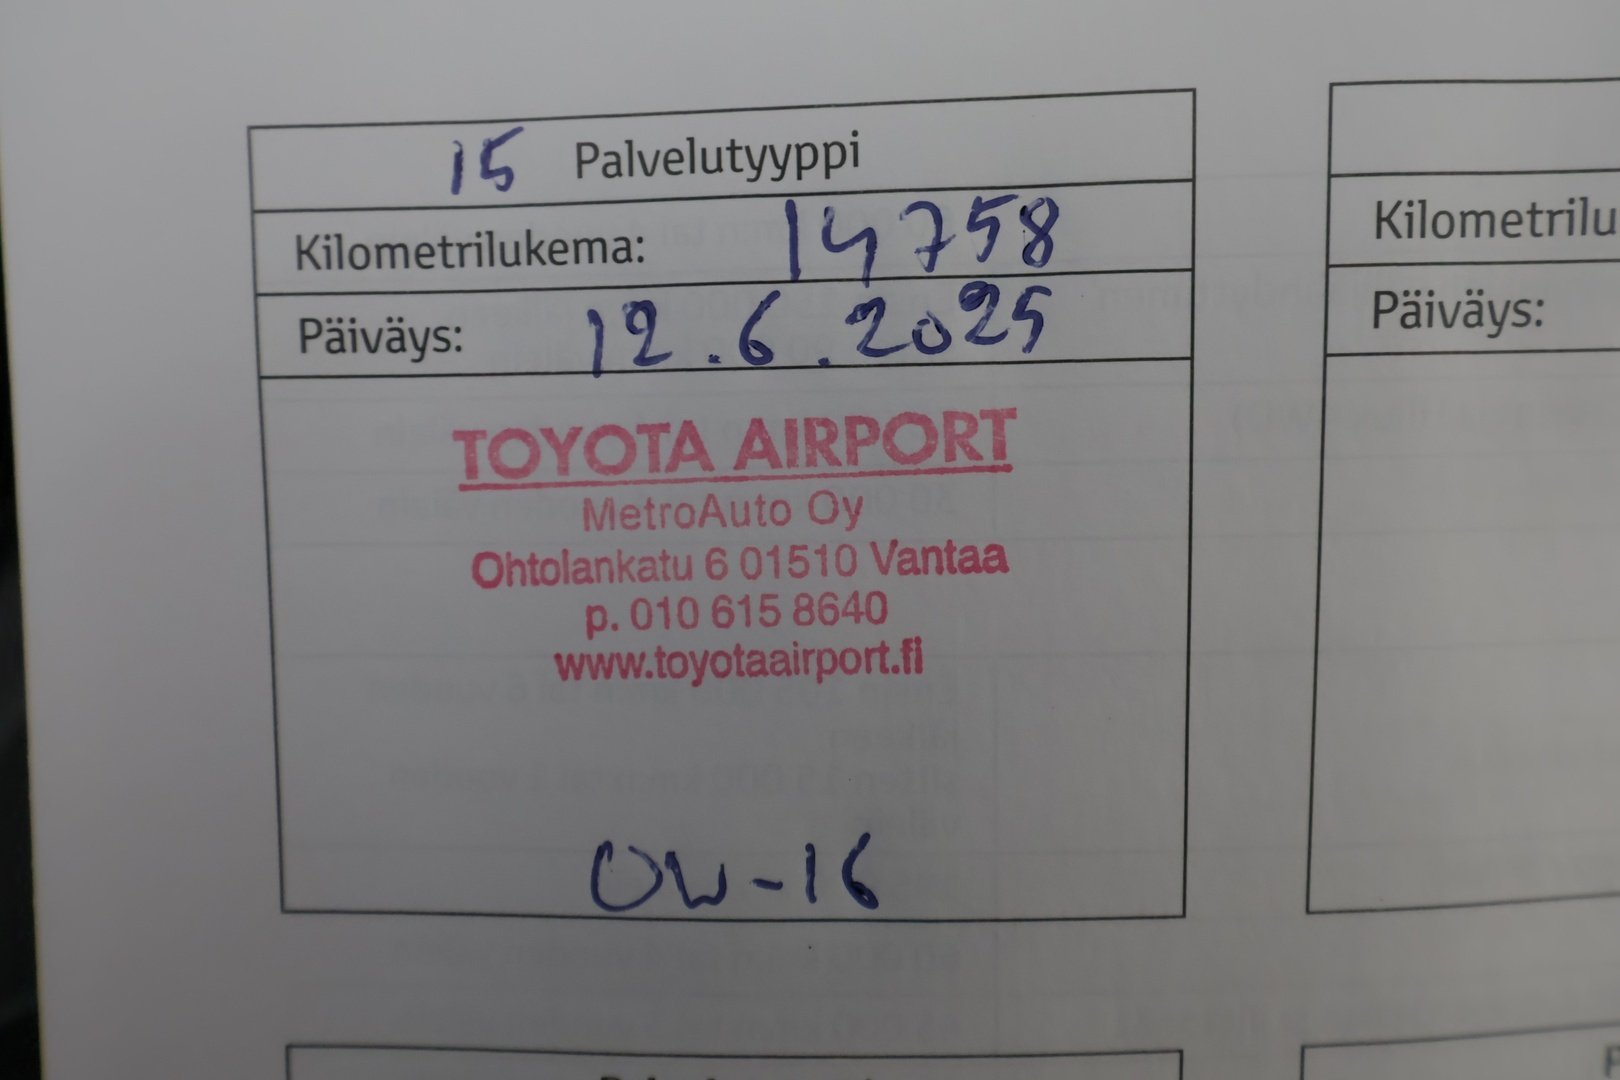 15 Palvelutyyppi
Kilometrilukema: 14758
Päiväys: 12.6.2025
TOYOTA AIRPORT
MetroAuto Oy
Ohtolankatu 6 01510 Vantaa
p. 010 615 8640
www.toyotaairport.fi
OW-16
Kilometrilu
Päiväys: